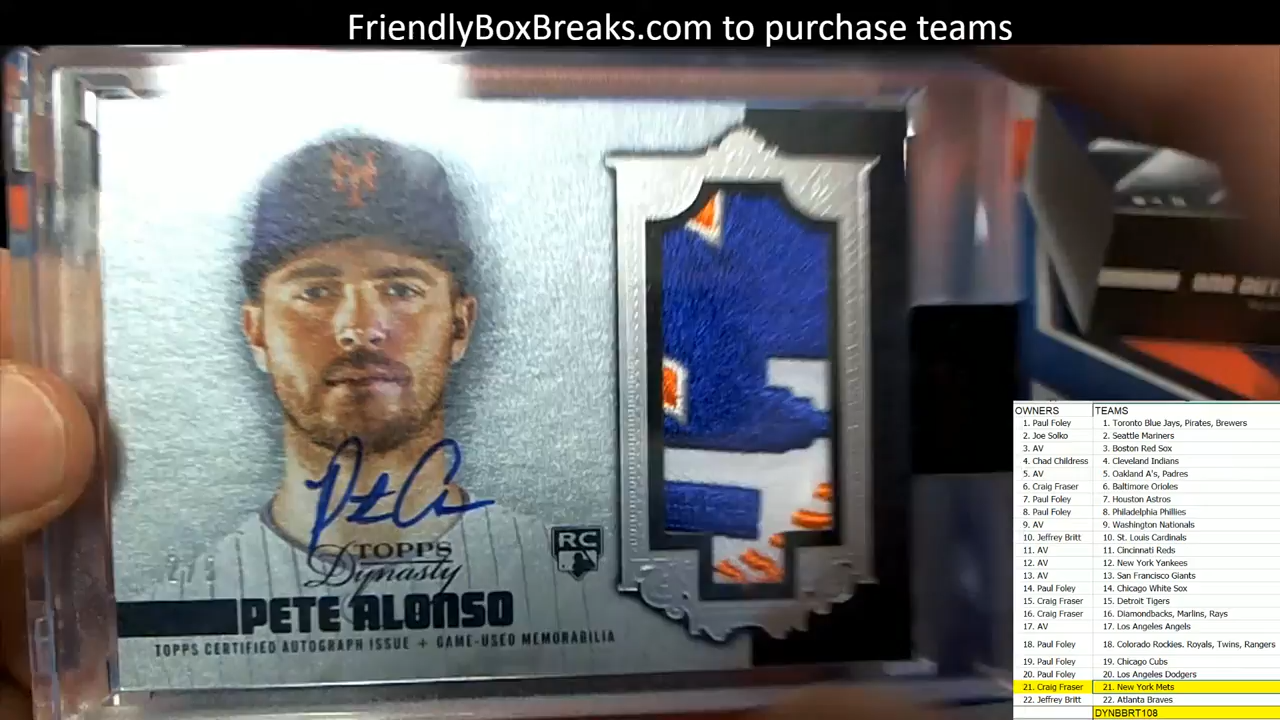 FriendlyBoxBreaks.com to purchase teams
NY
RC
TOPPS
Dynasty
PETE ALONSO
TOPPS CERTIFIED AUTOGRAPH ISSUE + GAME-USED MEMORABILIA
OWNERS TEAMS
1. Paul Foley 1. Toronto Blue Jays, Pirates, Brewers
2. Joe Solko 2. Seattle Mariners
3. AV 3. Boston Red Sox
4. Chad Childress 4. Cleveland Indians
5. AV 5. Oakland A's, Padres
6. Craig Fraser 6. Baltimore Orioles
7. Paul Foley 7. Houston Astros
8. Paul Foley 8. Philadelphia Phillies
9. AV 9. Washington Nationals
10. Jeffrey Britt 10. St. Louis Cardinals
11. AV 11. Cincinnati Reds
12. AV 12. New York Yankees
13. AV 13. San Francisco Giants
14. Paul Foley 14. Chicago White Sox
15. Craig Fraser 15. Detroit Tigers
16. Craig Fraser 16. Diamondbacks, Marlins, Rays
17. AV 17. Los Angeles Angels
18. Paul Foley 18. Colorado Rockies. Royals, Twins, Rangers
19. Paul Foley 19. Chicago Cubs
20. Paul Foley 20. Los Angeles Dodgers
21. Craig Fraser 21. New York Mets
22. Jeffrey Britt 22. Atlanta Braves
DYNBBRT108